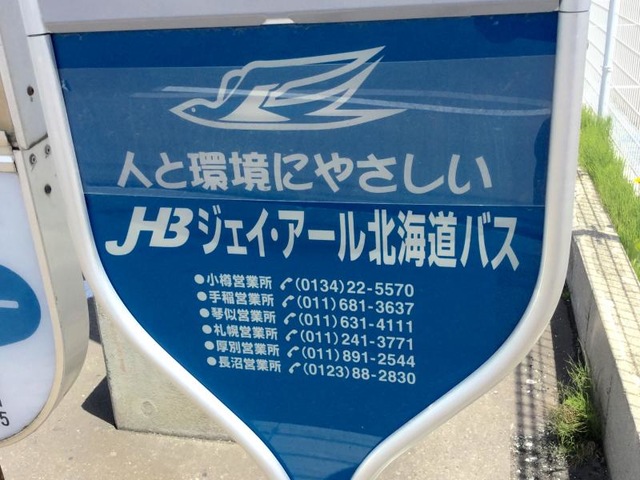 人と環境にやさしい
JHB ジェイ・アール北海道バス
●小樽営業所 (0134)22-5570
●手稲営業所 (011)681-3637
●琴似営業所 (011)631-4111
●札幌営業所 (011)241-3771
●厚別営業所 (011)891-2544
●長沼営業所 (0123)88-2830